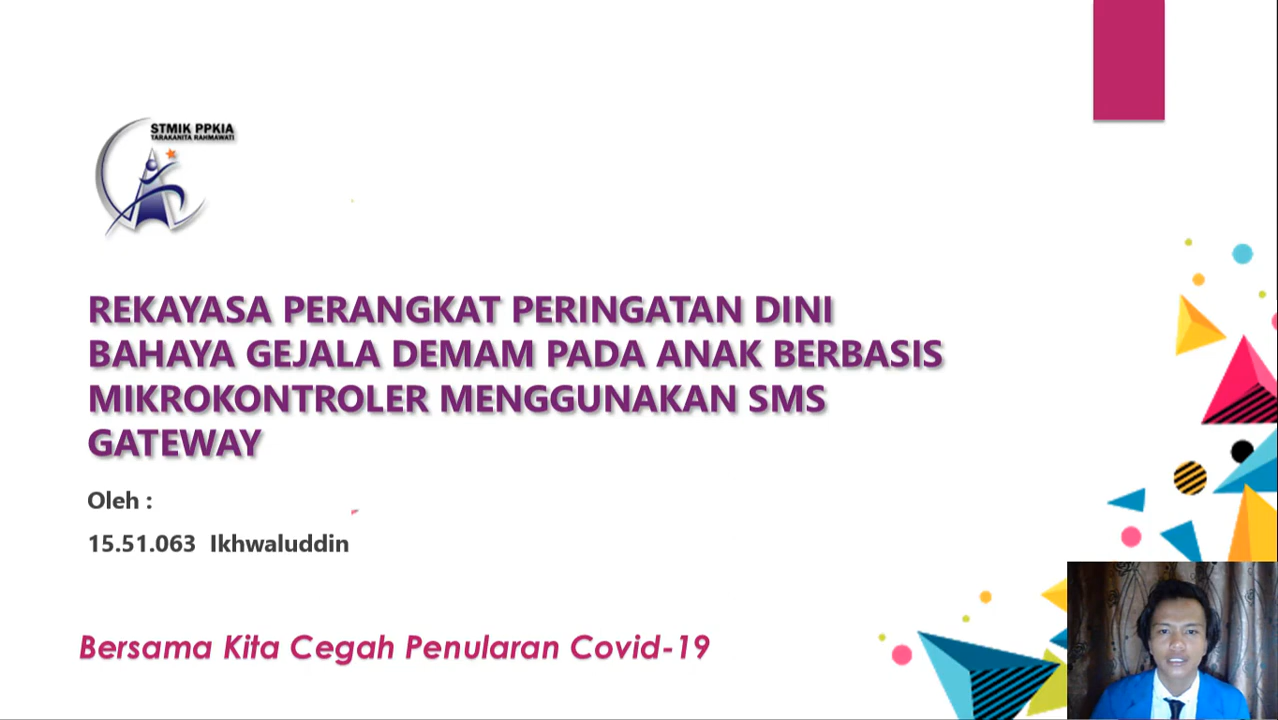 STMIK PPKIA
TARAKANITA RAHMAWATI
REKAYASA PERANGKAT PERINGATAN DINI
BAHAYA GEJALA DEMAM PADA ANAK BERBASIS
MIKROKONTROLER MENGGUNAKAN SMS
GATEWAY
Oleh :
15.51.063 Ikhwaluddin
Bersama Kita Cegah Penularan Covid-19